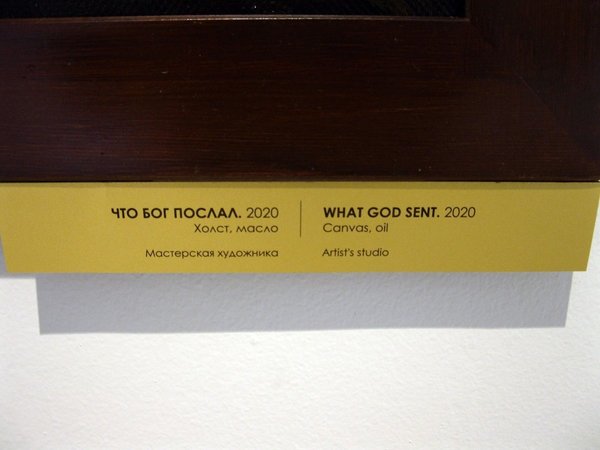 ЧТО БОГ ПОСЛАЛ. 2020
Холст, масло
Мастерская художника
WHAT GOD SENT. 2020
Canvas, oil
Artist's studio